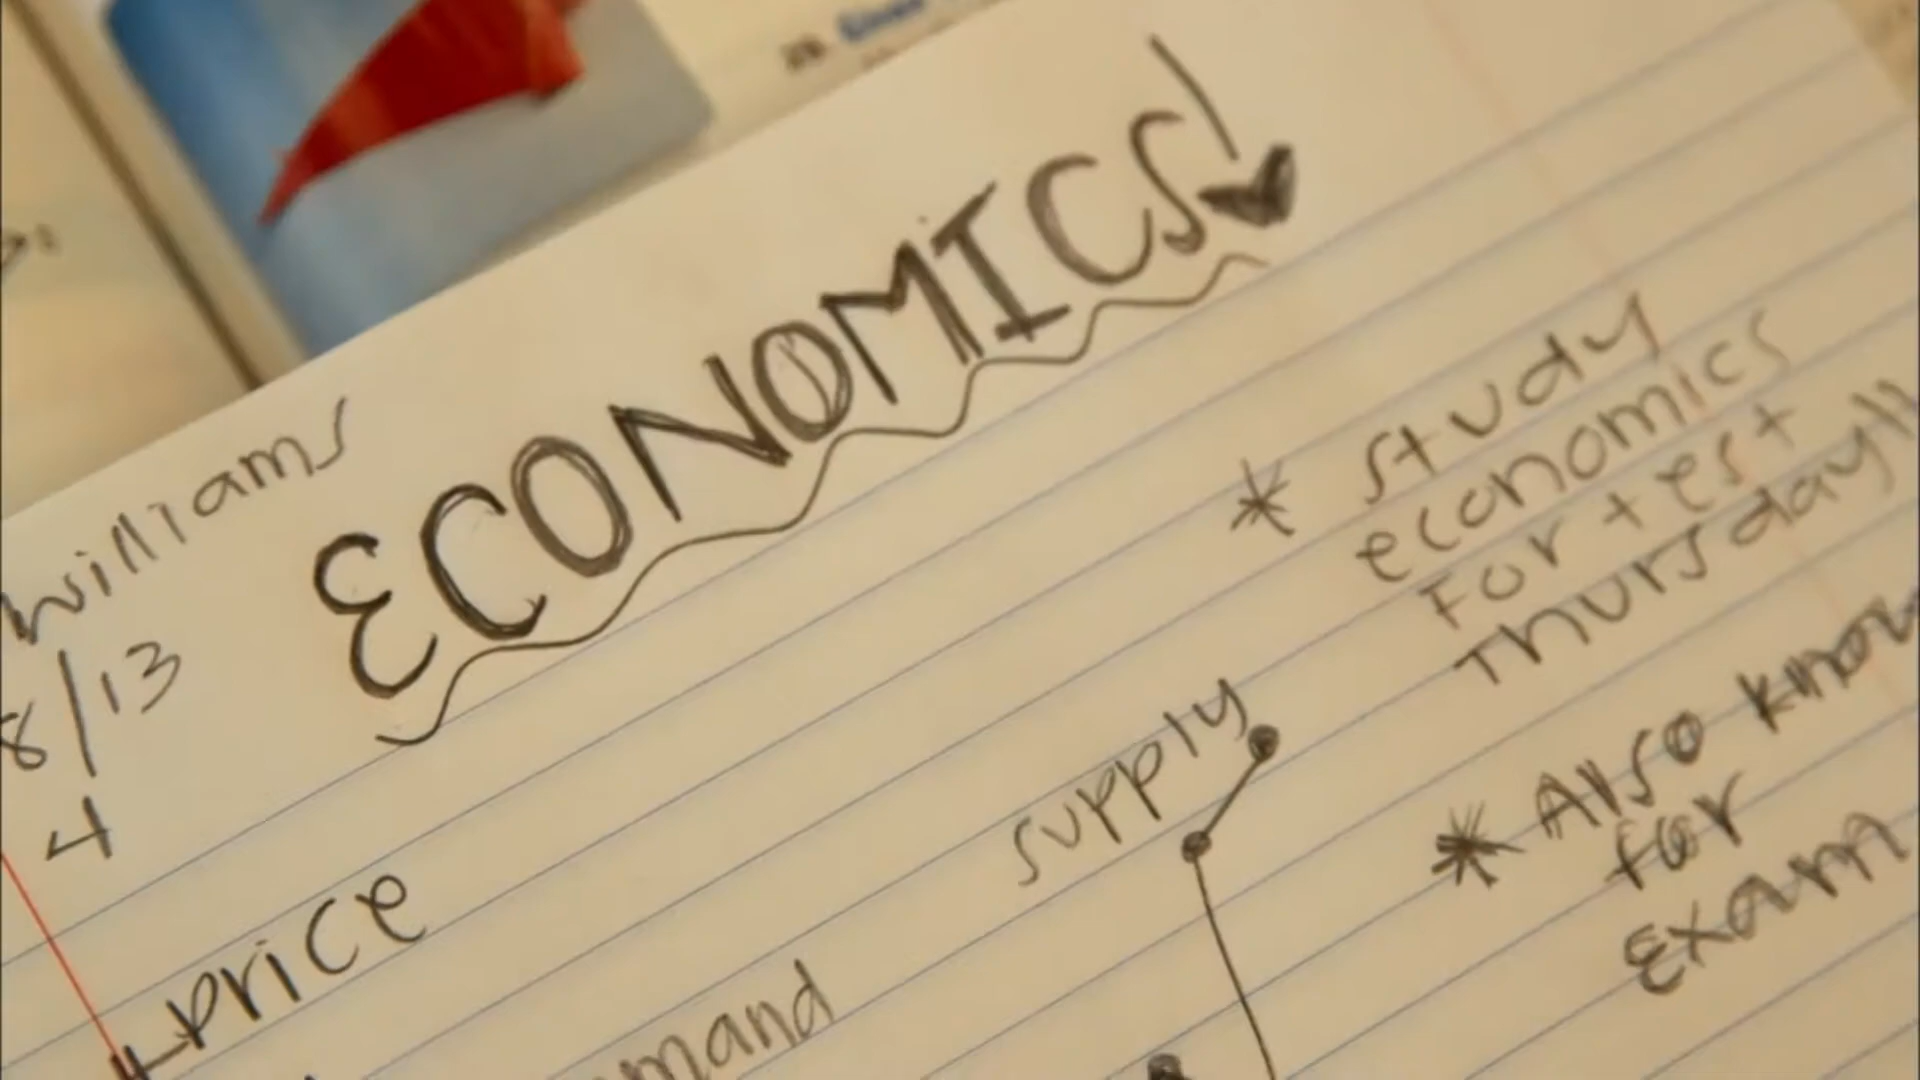 Williams
8/13
4
ECONOMICS!
* study
economics
For test
Thursday!!
supply
* Also know
for
Exam
price
mand